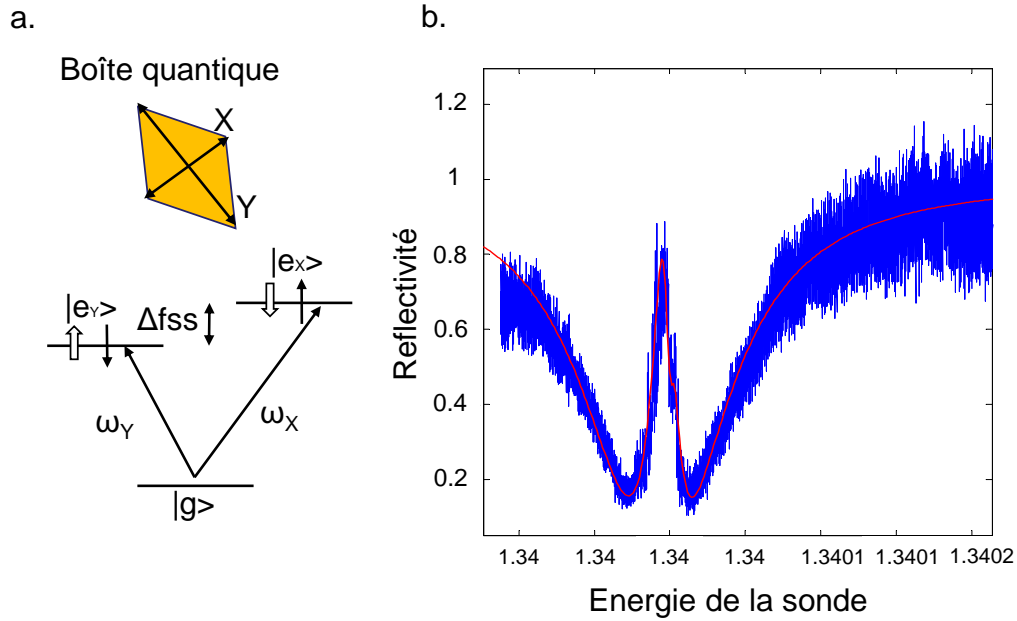 a.
Boîte quantique
X
Y
|eY>
Δfss
|eX>
ωY
ωX
|g>
b.
Reflectivité
1.2
1
0.8
0.6
0.4
0.2
1.34
1.34
1.34
1.34
1.3401
1.3401
1.3402
Energie de la sonde